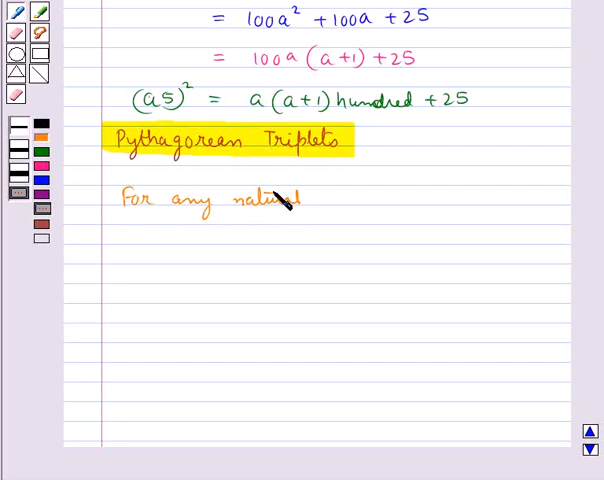 = 100a² + 100a + 25
= 100a (a+1) + 25
(a5)² = a(a+1) hundred + 25
Pythagorean Triplets
For any natural